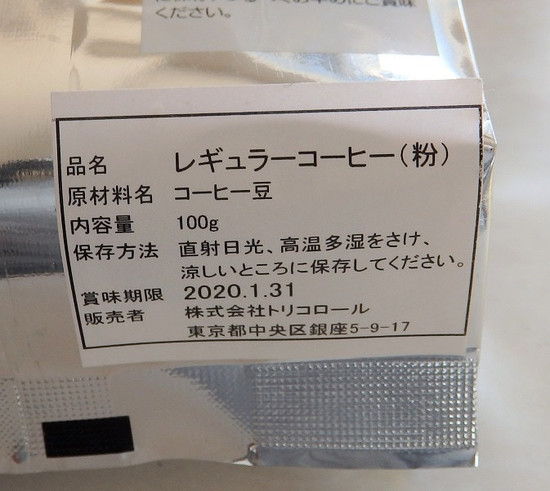 ください。
品名 レギュラーコーヒー（粉）
原材料名 コーヒー豆
内容量 100g
保存方法 直射日光、高温多湿をさけ、
涼しいところに保存してください。
賞味期限 2020.1.31
販売者 株式会社トリコロール
東京都中央区銀座5-9-17